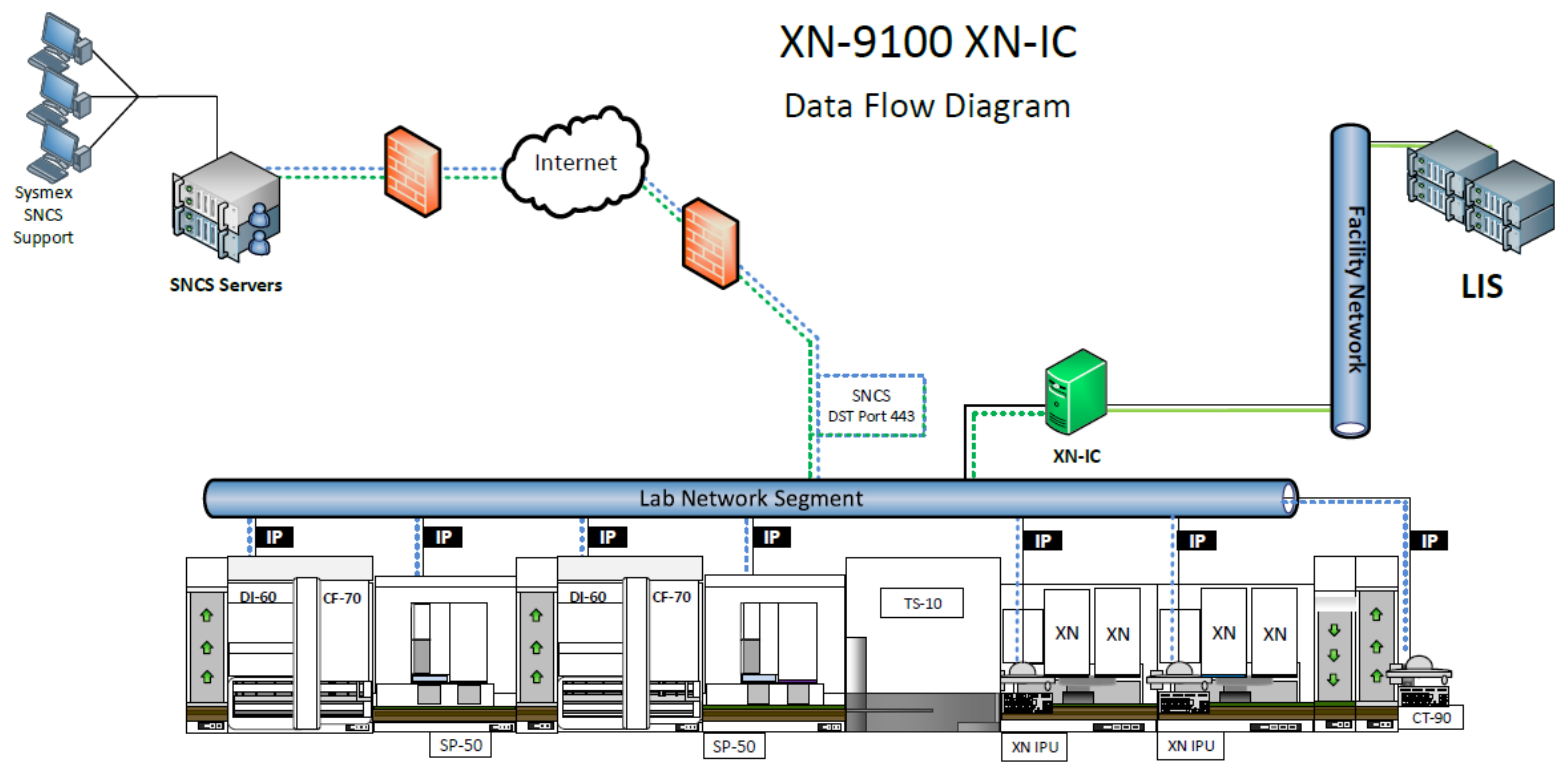 XN-9100 XN-IC
Data Flow Diagram
Sysmex
SNCS
Support
SNCS Servers
Internet
Facility Network
LIS
SNCS
DST Port 443
XN-IC
Lab Network Segment
IP
IP
IP
IP
IP
IP
IP
DI-60
CF-70
DI-60
CF-70
TS-10
XN
XN
XN
XN
SP-50
SP-50
XN IPU
XN IPU
CT-90